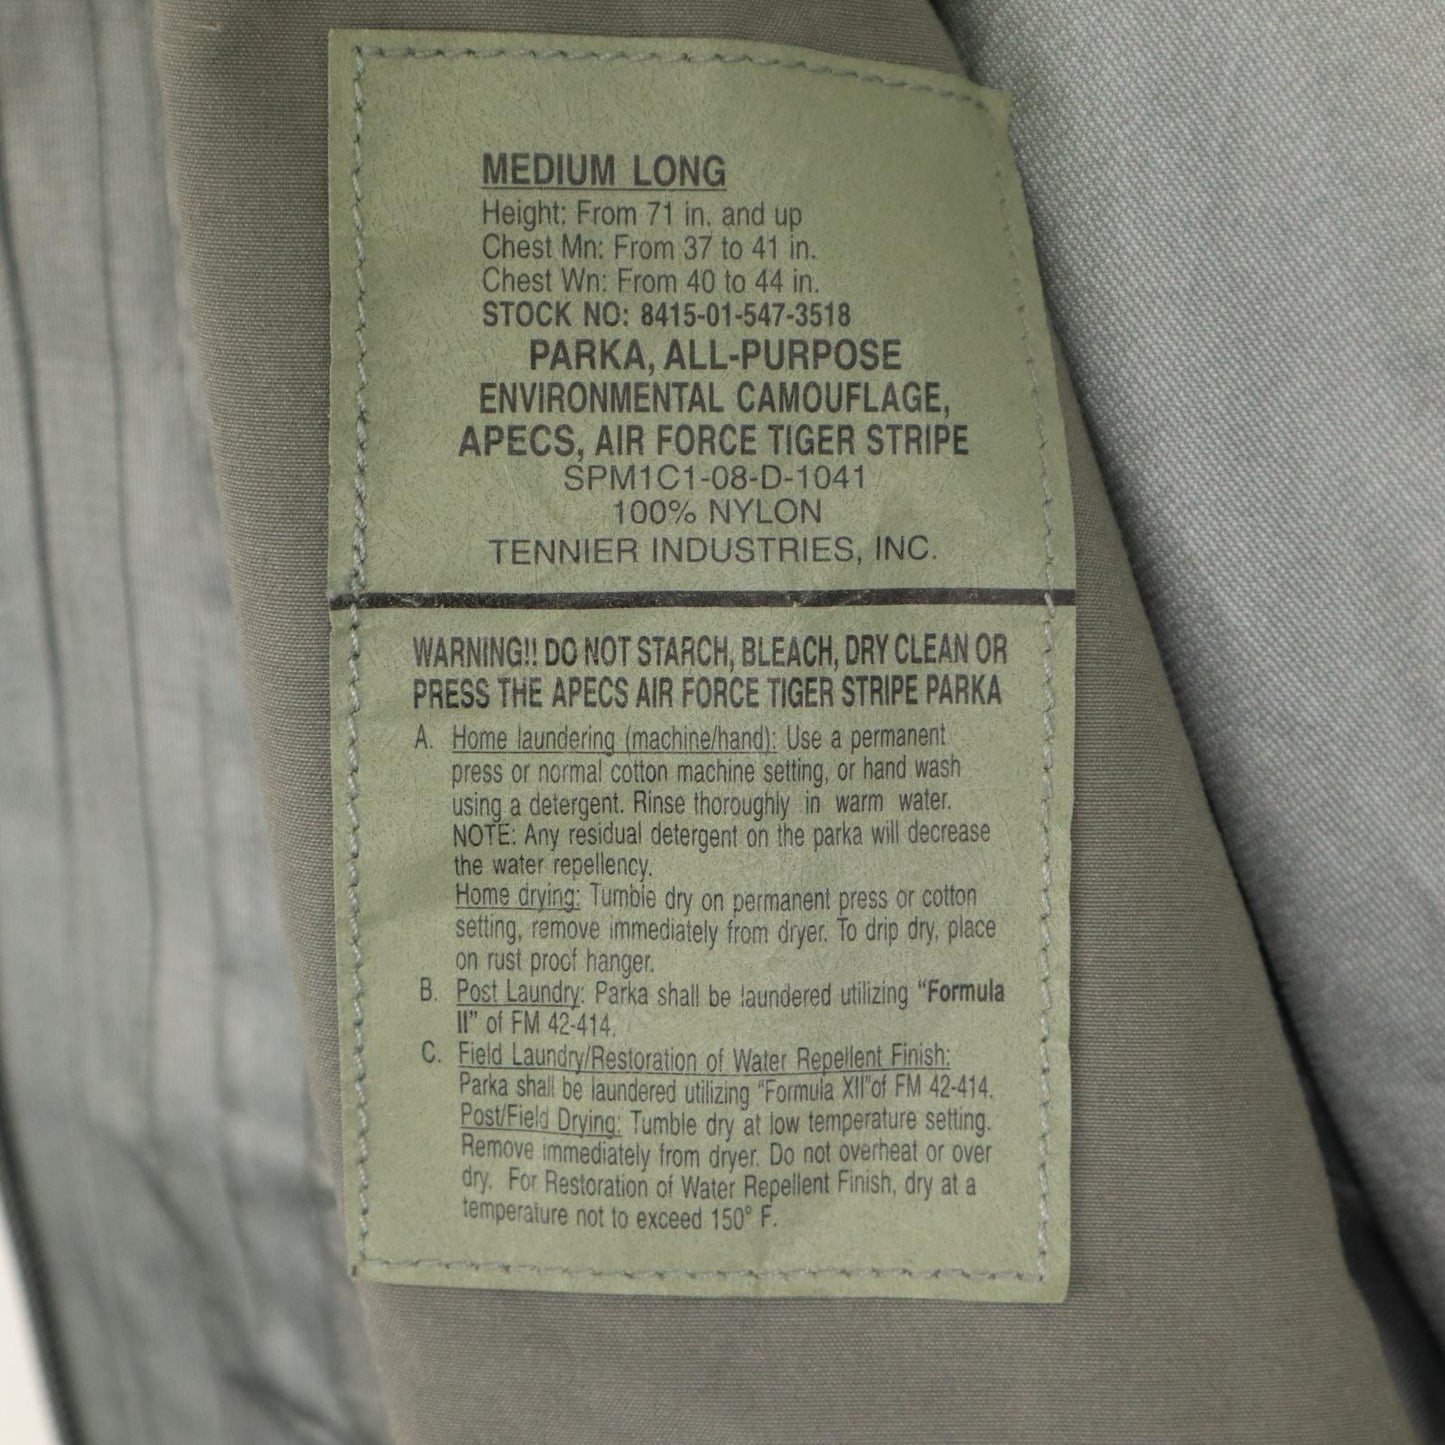 MEDIUM LONG
Height: From 71 in. and up
Chest Mn: From 37 to 41 in.
Chest Wn: From 40 to 44 in.
STOCK NO: 8415-01-547-3518
PARKA, ALL-PURPOSE
ENVIRONMENTAL CAMOUFLAGE,
APECS, AIR FORCE TIGER STRIPE
SPM1C1-08-D-1041
100% NYLON
TENNIER INDUSTRIES, INC.
WARNING!! DO NOT STARCH, BLEACH, DRY CLEAN OR
PRESS THE APECS AIR FORCE TIGER STRIPE PARKA
A. Home laundering (machine/hand): Use a permanent
press or normal cotton machine setting, or hand wash
using a detergent. Rinse thoroughly in warm water.
NOTE: Any residual detergent on the parka will decrease
the water repellency.
Home drying: Tumble dry on permanent press or cotton
setting, remove immediately from dryer. To drip dry, place
on rust proof hanger.
B. Post Laundry: Parka shall be laundered utilizing “Formula
II” of FM 42-414.
C. Field Laundry/Restoration of Water Repellent Finish:
Parka shall be laundered utilizing “Formula XII”of FM 42-414.
Post/Field Drying: Tumble dry at low temperature setting.
Remove immediately from dryer. Do not overheat or over
dry. For Restoration of Water Repellent Finish, dry at a
temperature not to exceed 150° F.